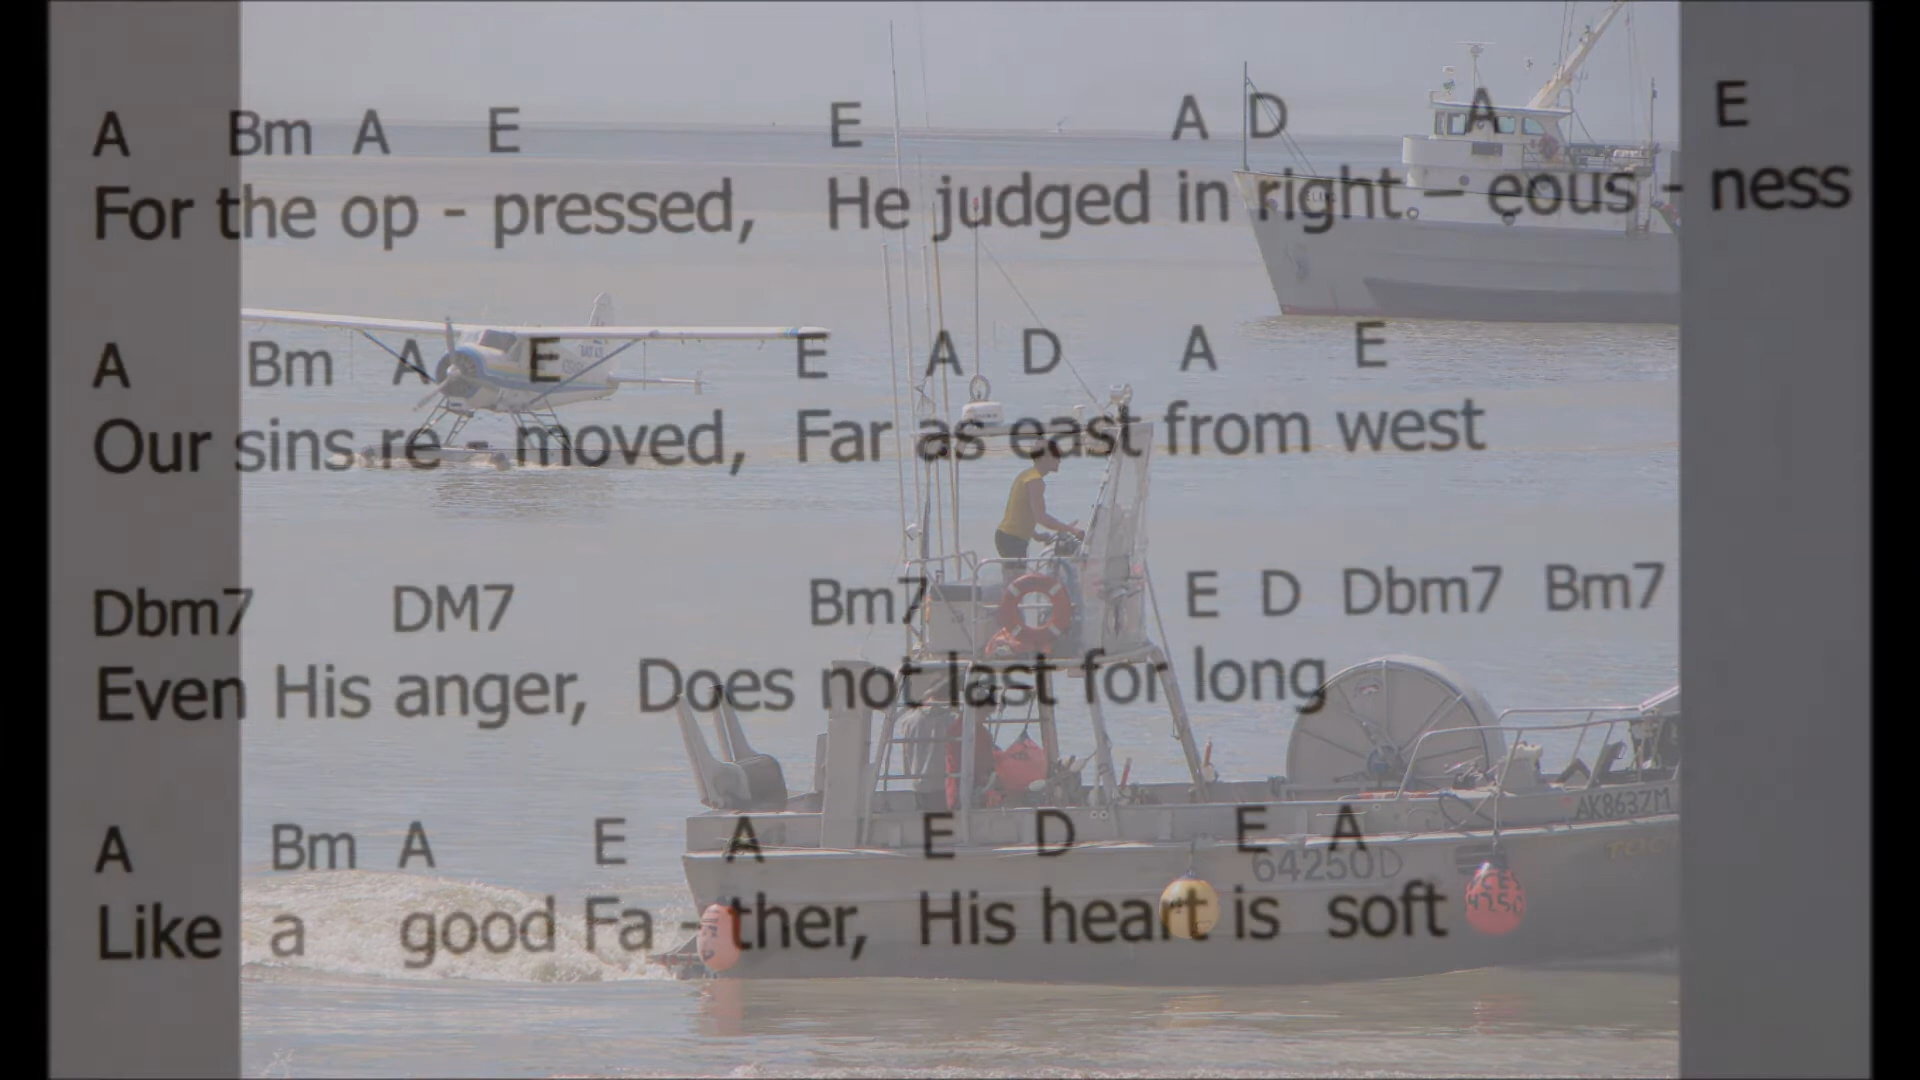 A Bm A E E A D A E
For the op - pressed, He judged in right - eous - ness
A Bm A E E A D A E
Our sins re - moved, Far as east from west
Dbm7 DM7 Bm7 E D Dbm7 Bm7
Even His anger, Does not last for long
A Bm A E A E D E A
Like a good Fa - ther, His heart is soft
AK8637M
64250D